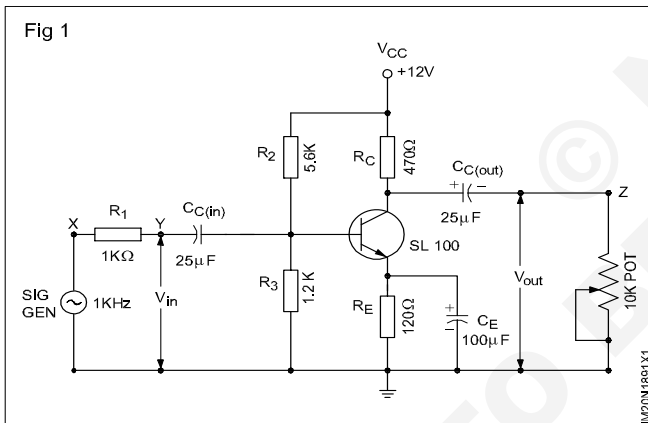 Fig 1
VCC
+12V
R2
5.6K
RC
470Ω
CC(out)
+ -
25µF
Z
X
R1
1KΩ
Y
CC(in)
25µF
SL 100
SIG
GEN
1KHz
Vin
R3
1.2 K
RE
120Ω
+
-
CE
100µF
Vout
10K POT
©